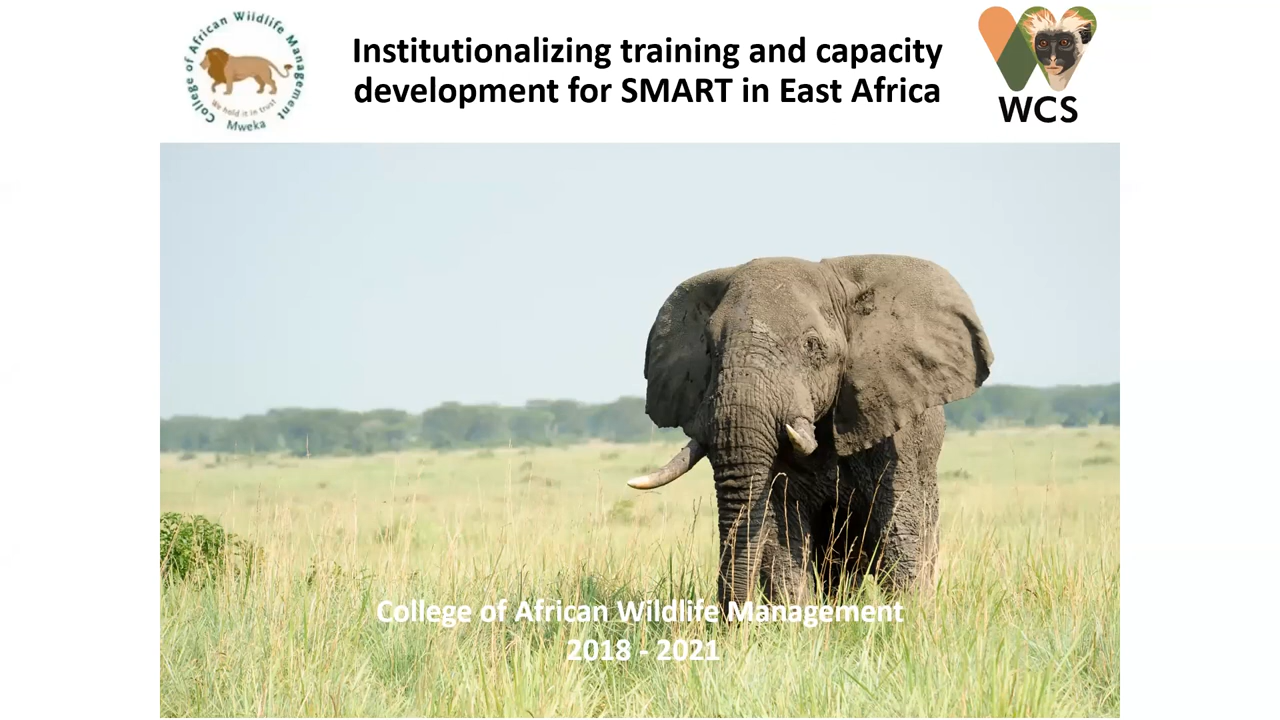 College of African Wildlife Management
We hold it in trust
Mweka
Institutionalizing training and capacity
development for SMART in East Africa
WCS
College of African Wildlife Management
2018 - 2021